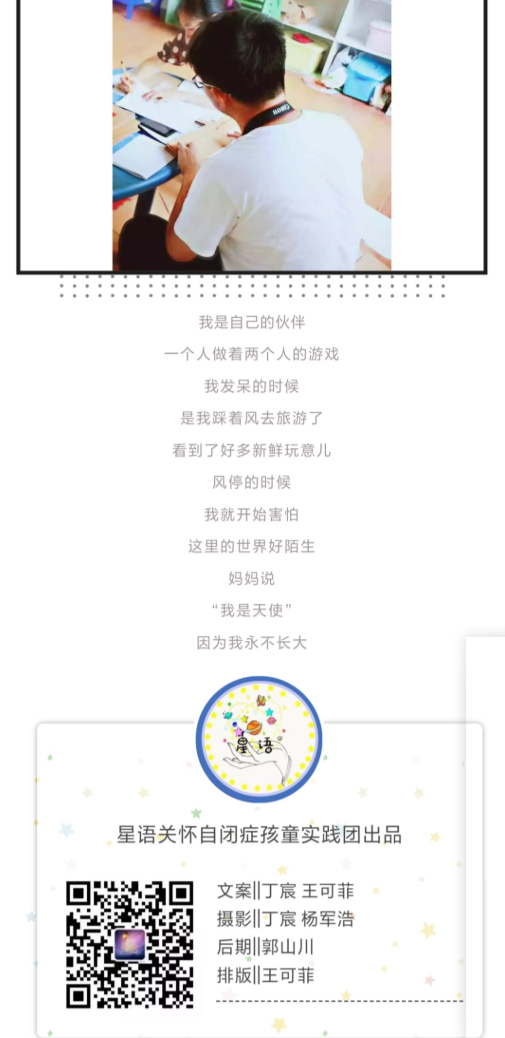 Canon
我是自己的伙伴
一个人做着两个人的游戏
我发呆的时候
是我踩着风去旅游了
看到了好多新鲜玩意儿
风停的时候
我就开始害怕
这里的世界好陌生
妈妈说
“我是天使”
因为我永不长大
星语
星语关怀自闭症孩童实践团出品
文案||丁宸 王可菲
摄影||丁宸 杨军浩
后期||郭山川
排版||王可菲